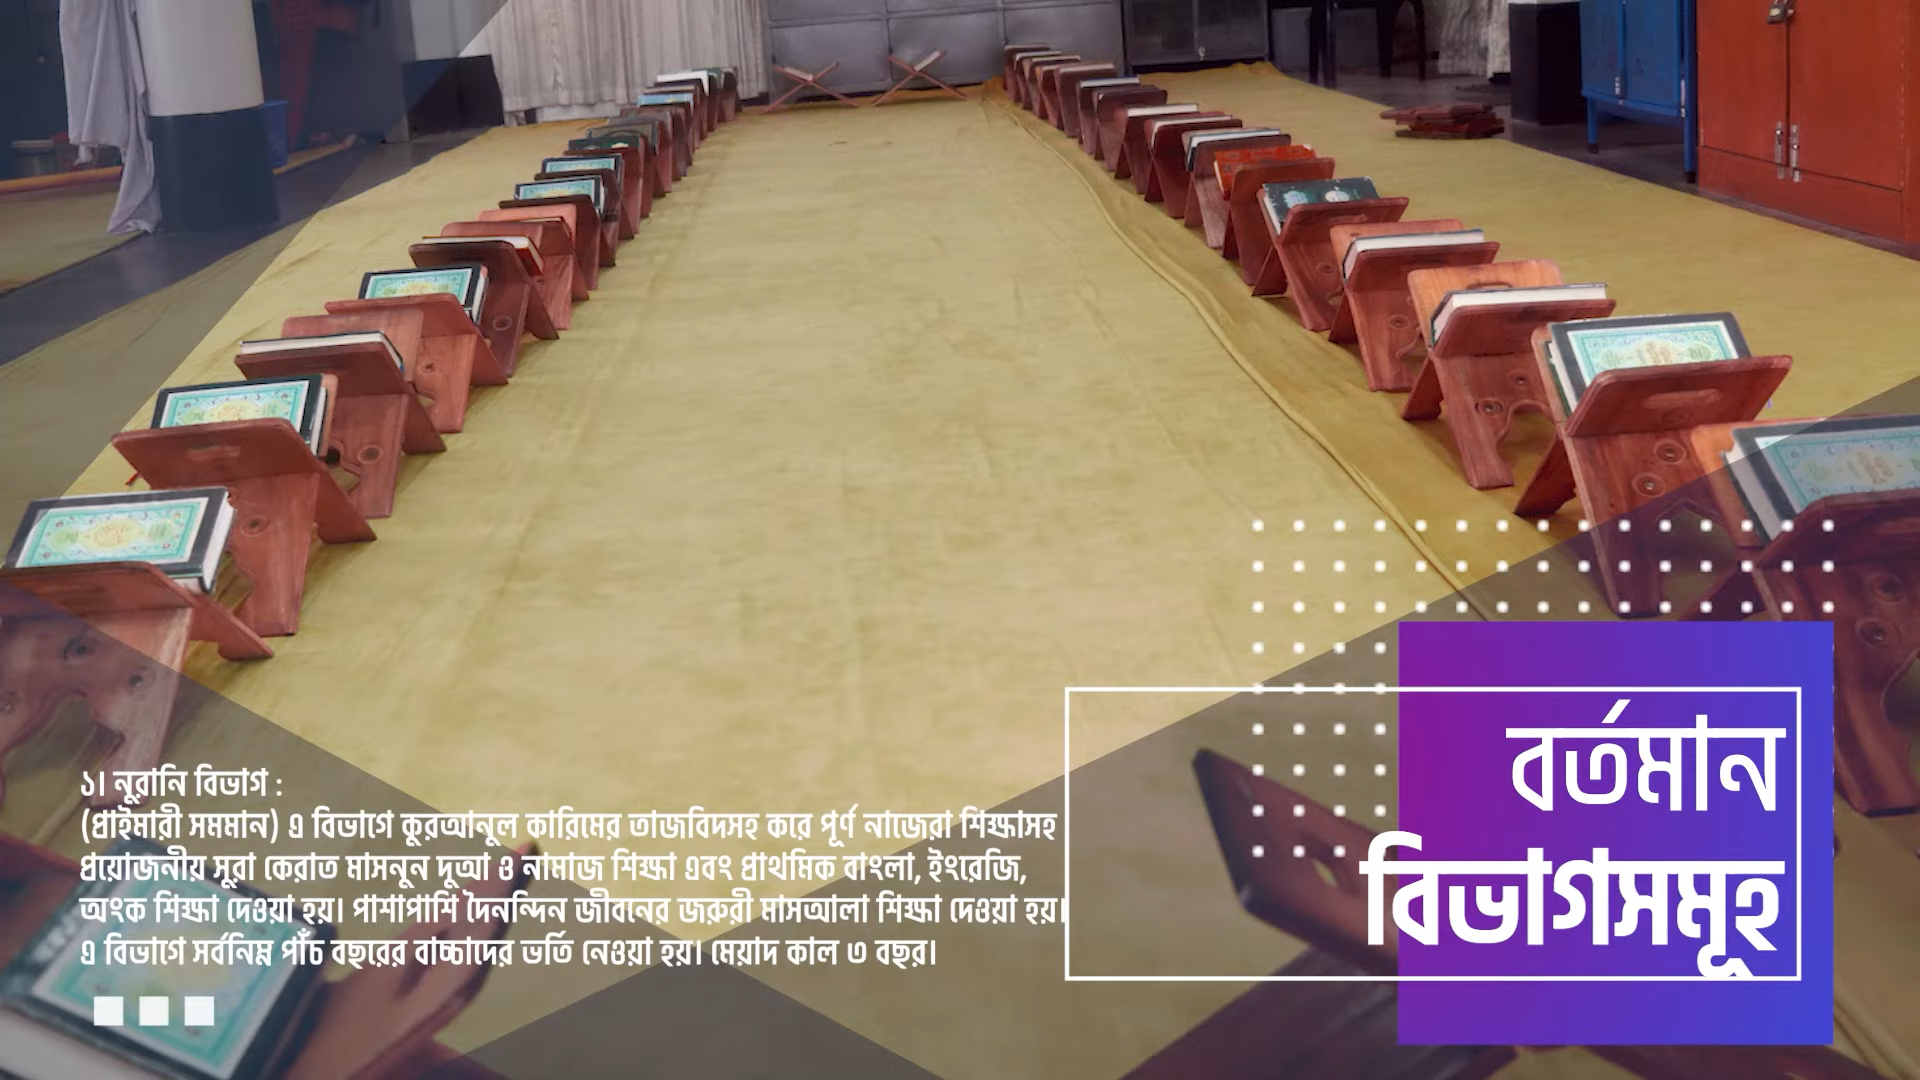 ১। নূরানি বিভাগ :
(প্রাইমারী সমমান) এ বিভাগে কুরআনুল কারিমের তাজবিদসহ করে পূর্ণ নাজেরা শিক্ষাসহ
প্রয়োজনীয় সূরা কেরাত মাসনুন দুআ ও নামাজ শিক্ষা এবং প্রাথমিক বাংলা, ইংরেজি,
অংক শিক্ষা দেওয়া হয়। পাশাপাশি দৈনন্দিন জীবনের জরুরী মাসআলা শিক্ষা দেওয়া হয়।
এ বিভাগে সর্বনিম্ন পাঁচ বছরের বাচ্চাদের ভর্তি নেওয়া হয়। মেয়াদ কাল ৩ বছর।
বর্তমান
বিভাগসমূহ